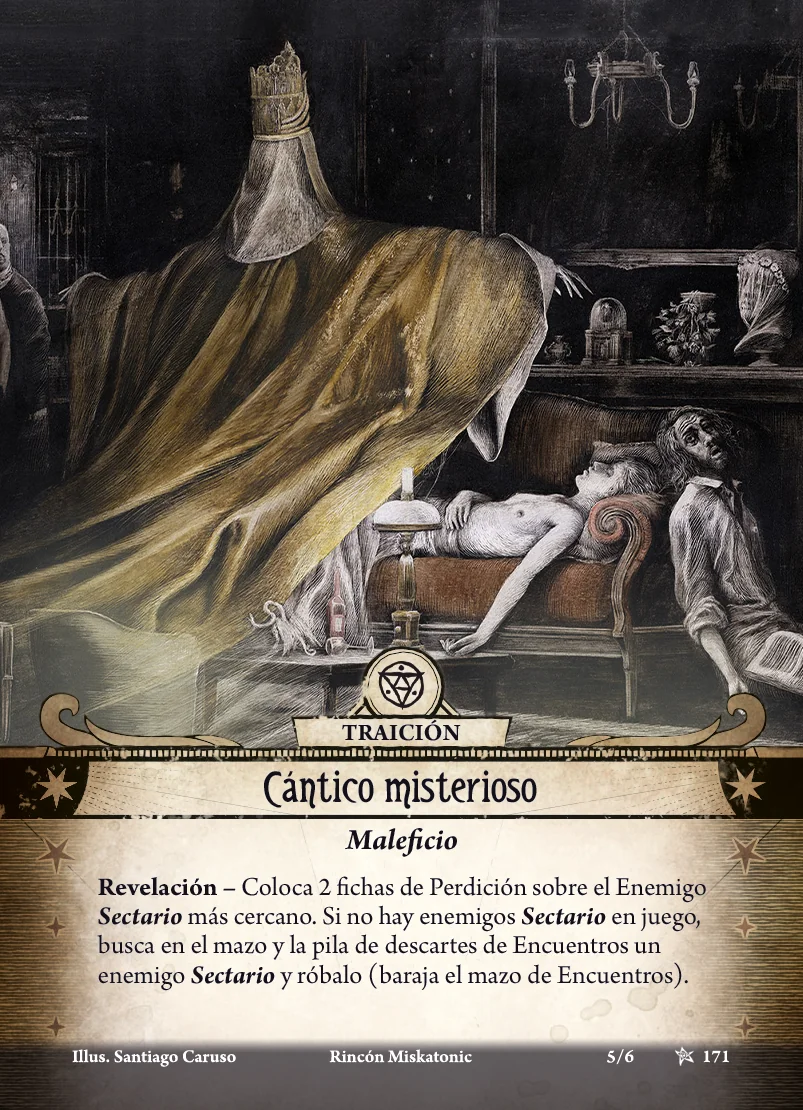 TRAICIÓN
Cántico misterioso
Maleficio
Revelación – Coloca 2 fichas de Perdición sobre el Enemigo
Sectario más cercano. Si no hay enemigos Sectario en juego,
busca en el mazo y la pila de descartes de Encuentros un
enemigo Sectario y róbalo (baraja el mazo de Encuentros).
Illus. Santiago Caruso Rincón Miskatonic 5/6 171